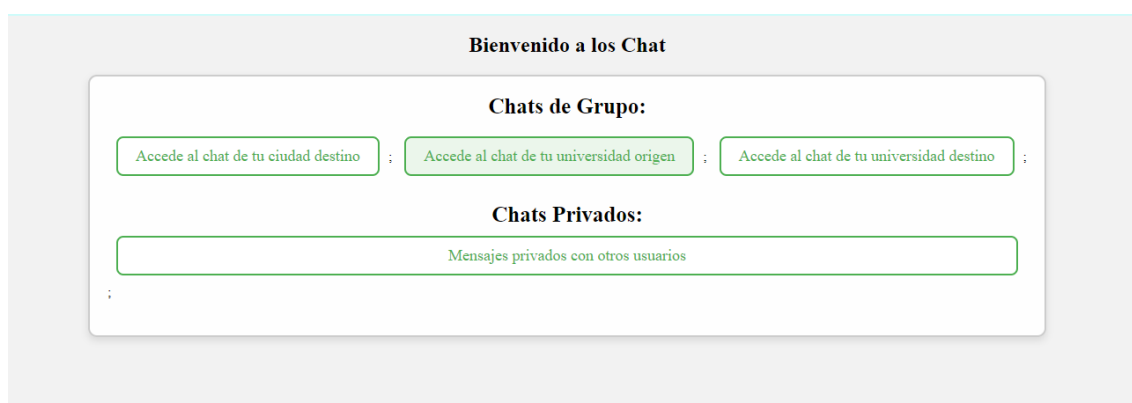 Bienvenido a los Chat
Chats de Grupo:
Accede al chat de tu ciudad destino ; Accede al chat de tu universidad origen ; Accede al chat de tu universidad destino ;
Chats Privados:
Mensajes privados con otros usuarios
;